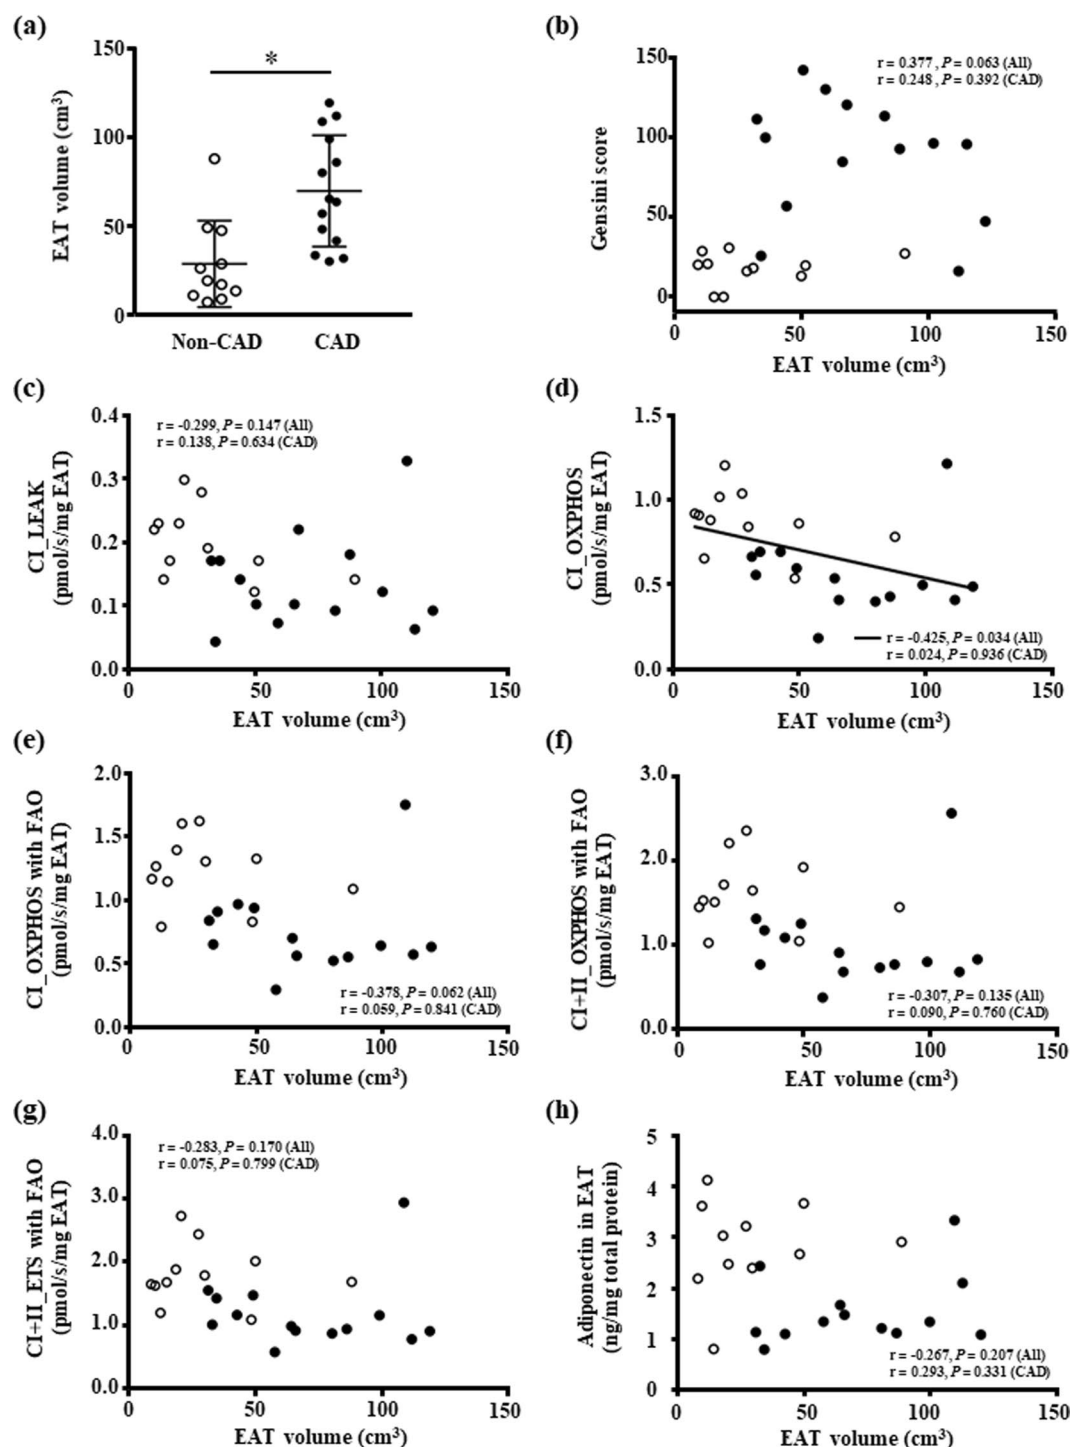 (a)
150
100
50
0
EAT volume (cm³)
*
Non-CAD
CAD
(b)
150
100
50
0
Gensini score
r = 0.377, P = 0.063 (All)
r = 0.248, P = 0.392 (CAD)
0
50
100
150
EAT volume (cm³)
(c)
0.4
0.3
0.2
0.1
0.0
CI_LEAK
(pmol/s/mg EAT)
r = -0.299, P = 0.147 (All)
r = 0.138, P = 0.634 (CAD)
0
50
100
150
EAT volume (cm³)
(d)
1.5
1.0
0.5
0.0
CI_OXPHOS
(pmol/s/mg EAT)
r = -0.425, P = 0.034 (All)
r = 0.024, P = 0.936 (CAD)
0
50
100
150
EAT volume (cm³)
(e)
2.0
1.5
1.0
0.5
0.0
CI_OXPHOS with FAO
(pmol/s/mg EAT)
r = -0.378, P = 0.062 (All)
r = 0.059, P = 0.841 (CAD)
0
50
100
150
EAT volume (cm³)
(f)
3.0
2.0
1.0
0.0
CI+II_OXPHOS with FAO
(pmol/s/mg EAT)
r = -0.307, P = 0.135 (All)
r = 0.090, P = 0.760 (CAD)
0
50
100
150
EAT volume (cm³)
(g)
4.0
3.0
2.0
1.0
0.0
CI+II_ETS with FAO
(pmol/s/mg EAT)
r = -0.283, P = 0.170 (All)
r = 0.075, P = 0.799 (CAD)
0
50
100
150
EAT volume (cm³)
(h)
5
4
3
2
1
0
Adiponectin in EAT
(ng/mg total protein)
r = -0.267, P = 0.207 (All)
r = 0.293, P = 0.331 (CAD)
0
50
100
150
EAT volume (cm³)